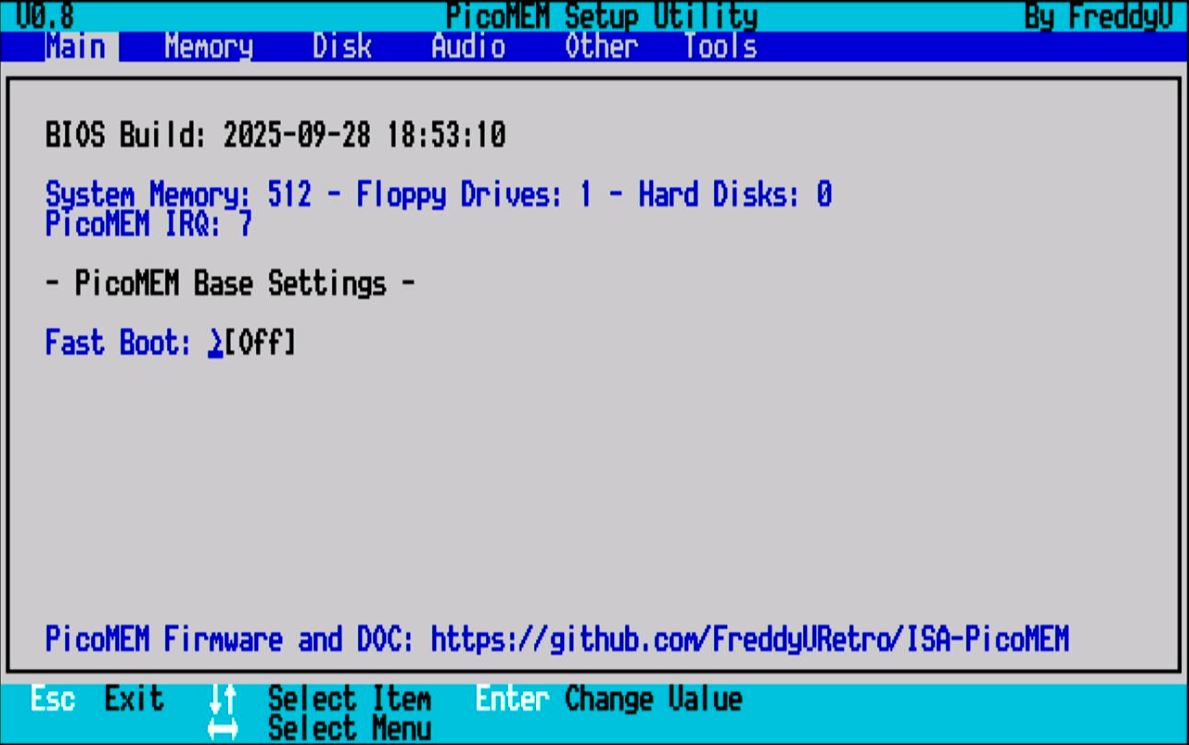 V0.8 PicoMEM Setup Utility By FreddyV
Main Memory Disk Audio Other Tools
BIOS Build: 2025-09-28 18:53:10
System Memory: 512 - Floppy Drives: 1 - Hard Disks: 0
PicoMEM IRQ: 7
- PicoMEM Base Settings -
Fast Boot: [Off]
PicoMEM Firmware and DOC: https://github.com/FreddyVRetro/ISA-PicoMEM
Esc Exit ↓↑ Select Item Enter Change Value
↔ Select Menu